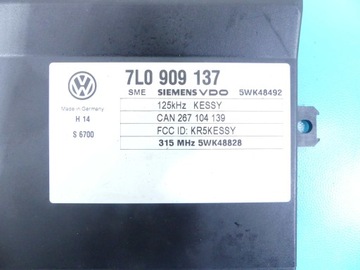 7L0 909 137
SME SIEMENS VDO 5WK48492
Made in Germany
125kHz KESSY
H 14
CAN 267 104 139
S 6700
FCC ID: KR5KESSY
315 MHz 5WK48828